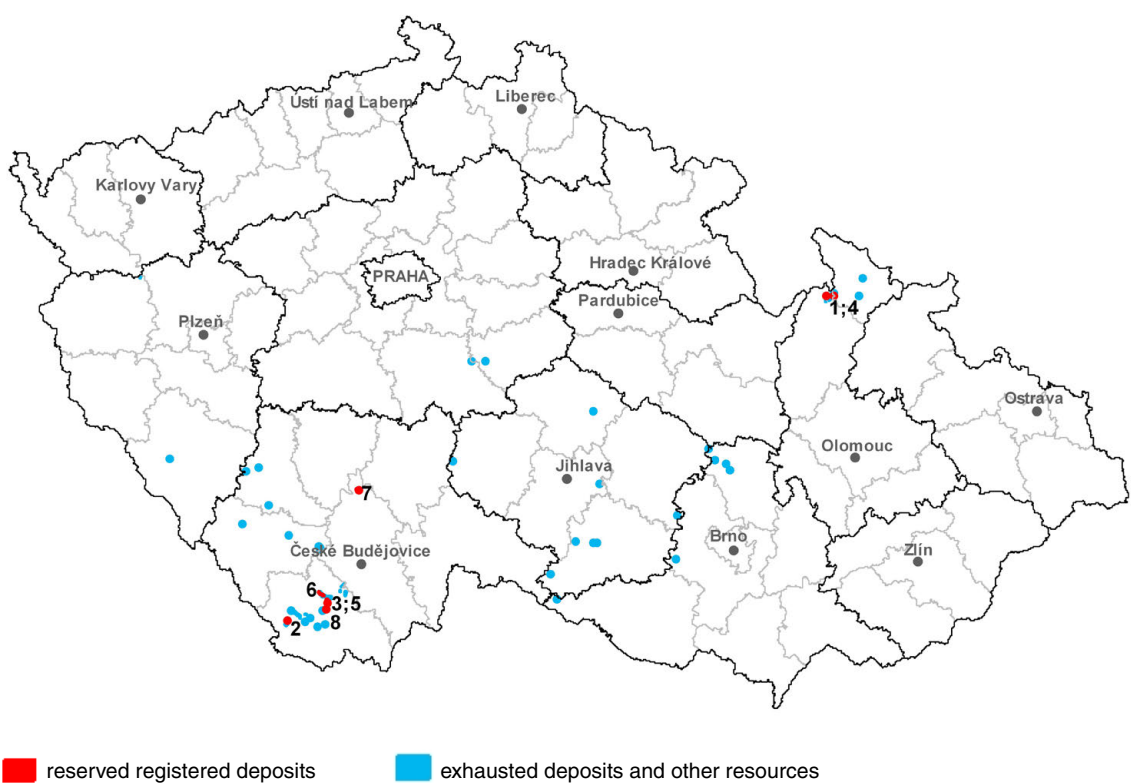 Ústí nad Labem
Liberec
Karlovy Vary
Hradec Králové
PRAHA
Pardubice
1;4
Plzeň
Ostrava
Olomouc
Jihlava
7
Brno
České Budějovice
Zlín
6
3;5
2
8
reserved registered deposits
exhausted deposits and other resources